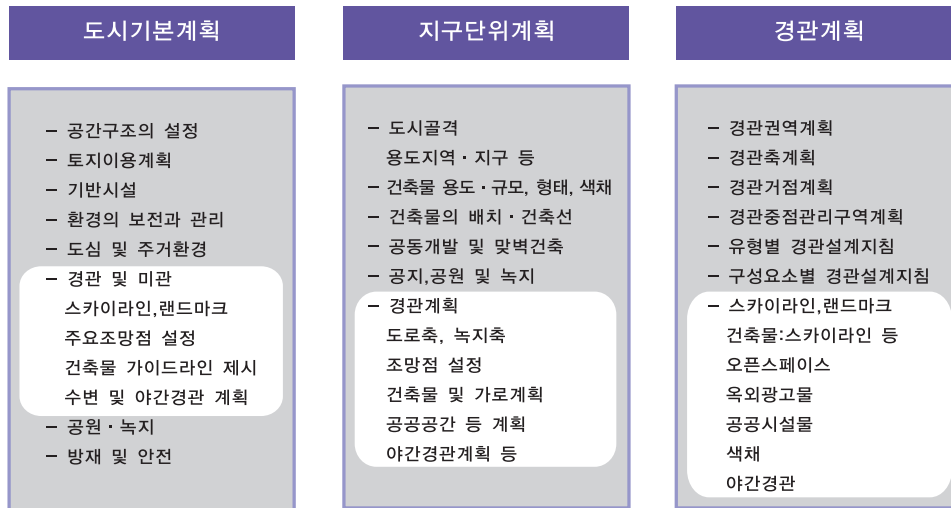 도시기본계획
– 공간구조의 설정
– 토지이용계획
– 기반시설
– 환경의 보전과 관리
– 도심 및 주거환경
– 경관 및 미관
스카이라인,랜드마크
주요조망점 설정
건축물 가이드라인 제시
수변 및 야간경관 계획
– 공원·녹지
– 방재 및 안전
지구단위계획
– 도시골격
용도지역·지구 등
– 건축물 용도·규모, 형태, 색채
– 건축물의 배치·건축선
– 공동개발 및 맞벽건축
– 공지,공원 및 녹지
– 경관계획
도로축, 녹지축
조망점 설정
건축물 및 가로계획
공공공간 등 계획
야간경관계획 등
경관계획
– 경관권역계획
– 경관축계획
– 경관거점계획
– 경관중점관리구역계획
– 유형별 경관설계지침
– 구성요소별 경관설계지침
– 스카이라인,랜드마크
건축물:스카이라인 등
오픈스페이스
옥외광고물
공공시설물
색채
야간경관